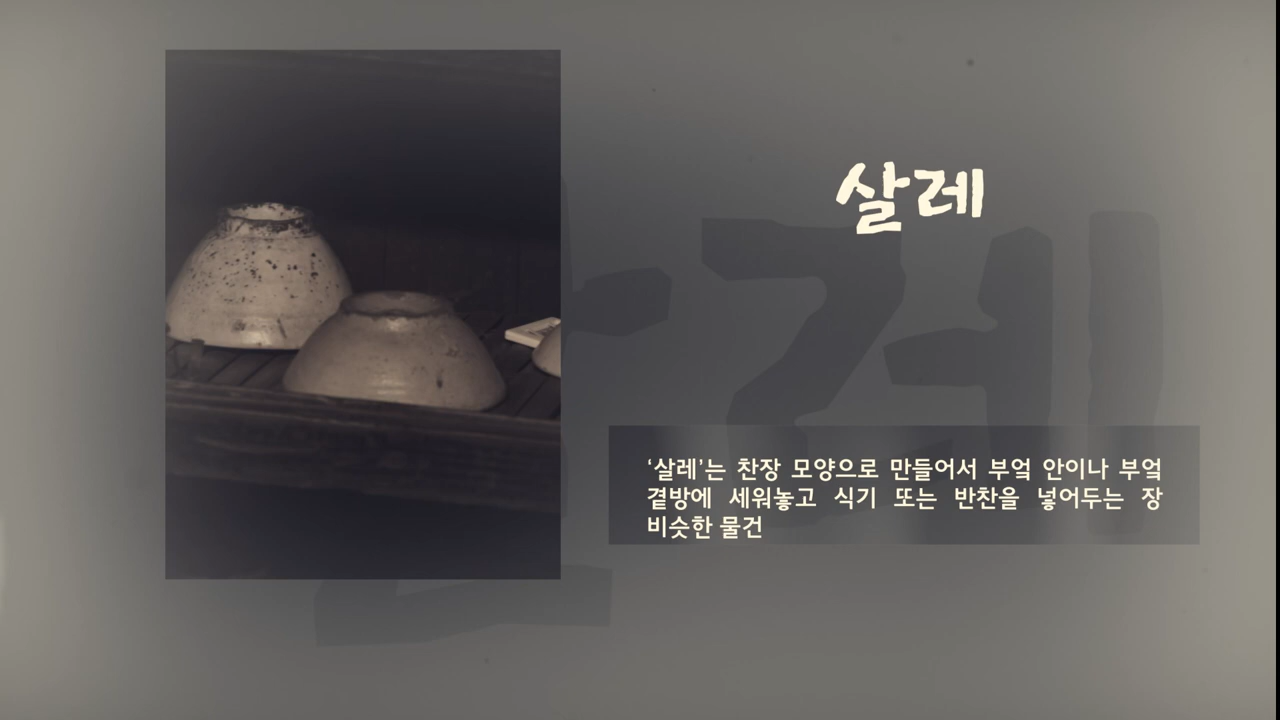 살레
‘살레’는 찬장 모양으로 만들어서 부엌 안이나 부엌
곁방에 세워놓고 식기 또는 반찬을 넣어두는 장
비슷한 물건